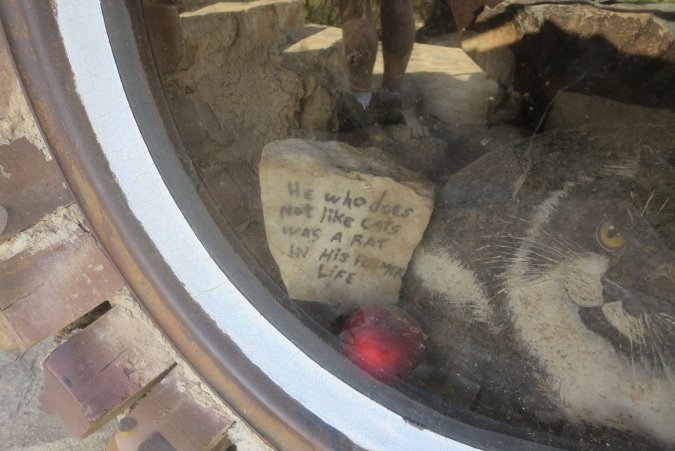 He who does
not like cats
was a rat
in his former
life